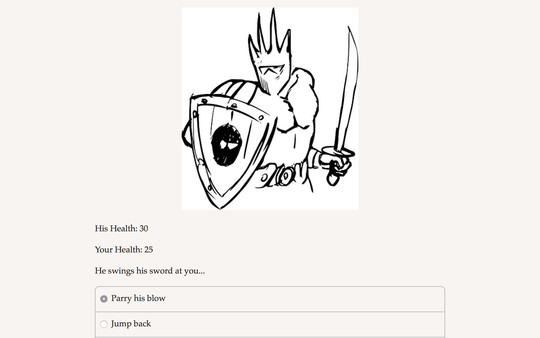 His Health: 30
Your Health: 25
He swings his sword at you...
Parry his blow
Jump back